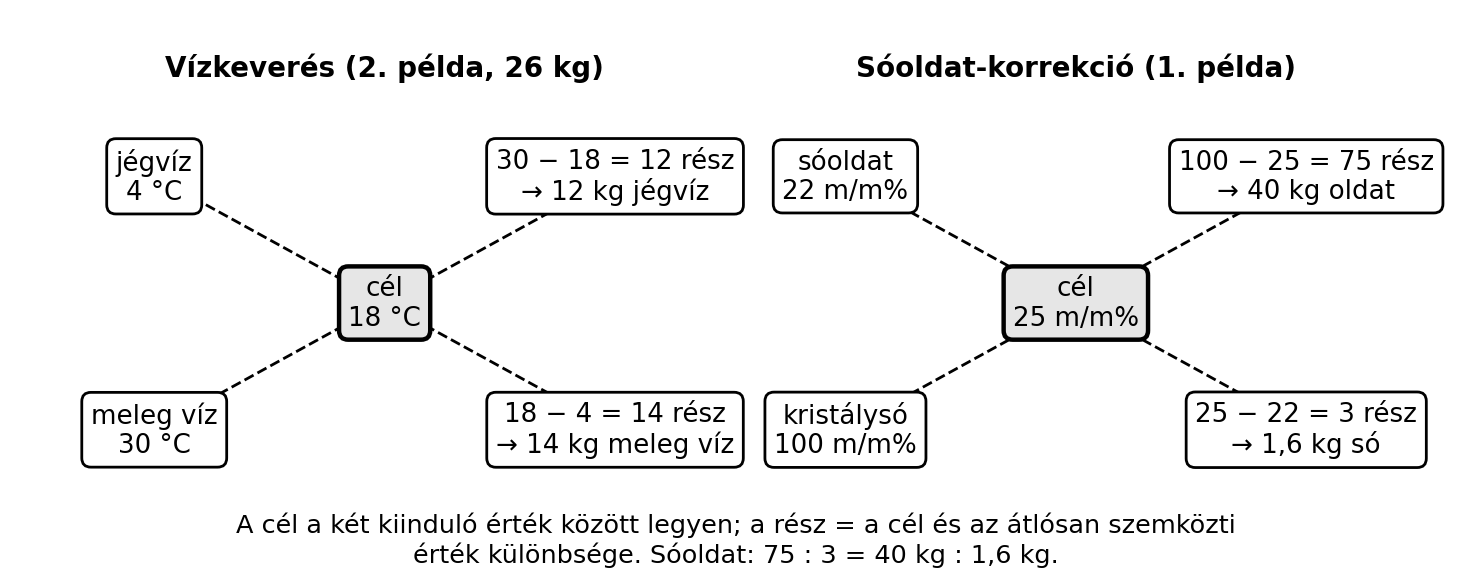 Vízkeverés (2. példa, 26 kg)
jégvíz
4 °C
30 − 18 = 12 rész
→ 12 kg jégvíz
cél
18 °C
meleg víz
30 °C
18 − 4 = 14 rész
→ 14 kg meleg víz
Sóoldat-korrekció (1. példa)
sóoldat
22 m/m%
100 − 25 = 75 rész
→ 40 kg oldat
cél
25 m/m%
kristálysó
100 m/m%
25 − 22 = 3 rész
→ 1,6 kg só
A cél a két kiinduló érték között legyen; a rész = a cél és az átlósan szemközti
érték különbsége. Sóoldat: 75 : 3 = 40 kg : 1,6 kg.